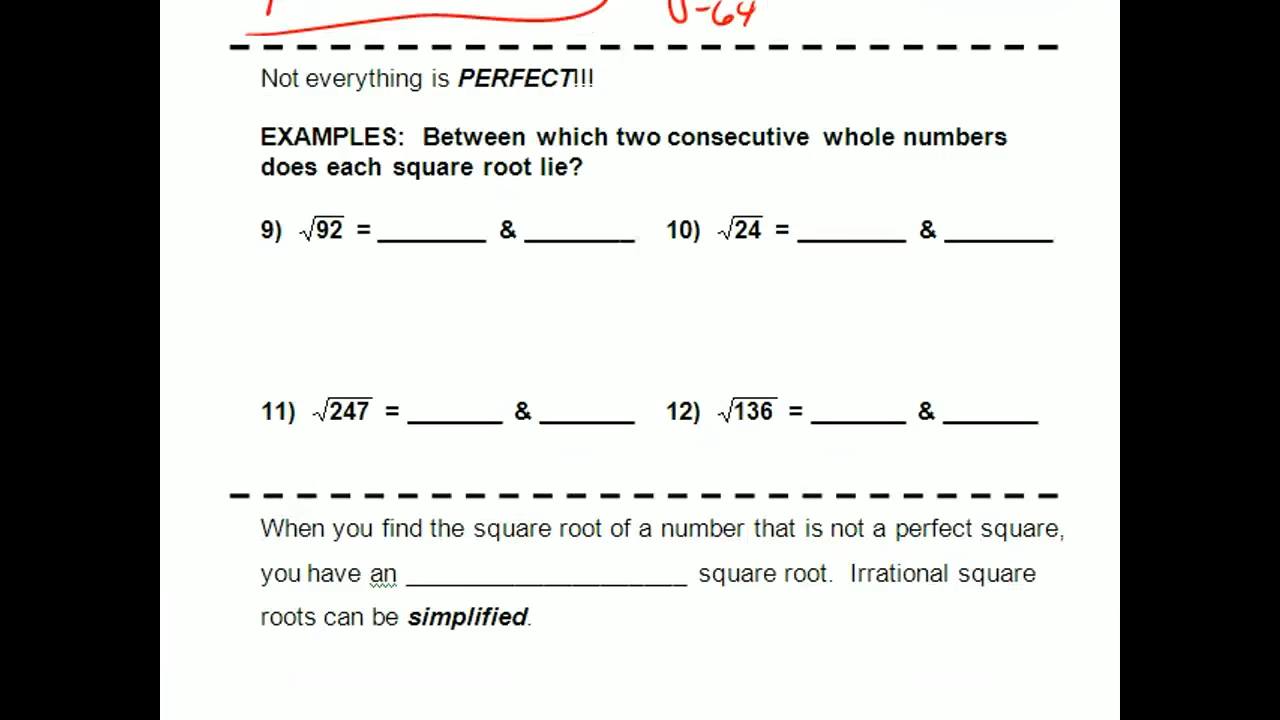 √-64
Not everything is PERFECT!!!
EXAMPLES: Between which two consecutive whole numbers
does each square root lie?
9) √92 = ________ & ________ 10) √24 = ________ & ________
11) √247 = _______ & _______ 12) √136 = _______ & _______
When you find the square root of a number that is not a perfect square,
you have an ____________________ square root. Irrational square
roots can be simplified.